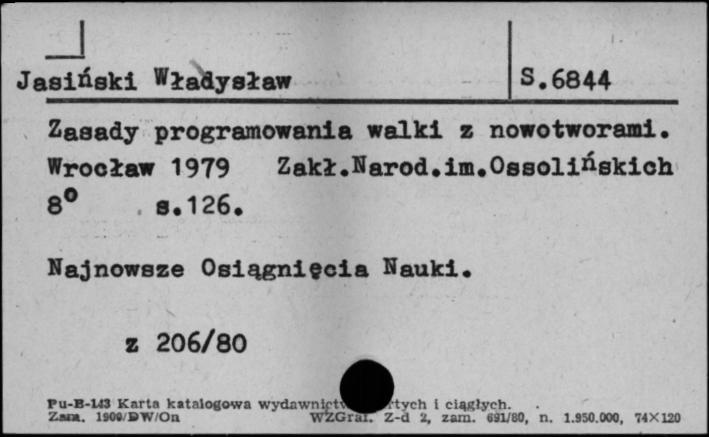 Jasiński Władysław S.6844
Zasady programowania walki z nowotworami.
Wrocław 1979 Zakł.Narod.im.Ossolińskich
8° s.126.
Najnowsze Osiągnięcia Nauki.
z 206/80
Pu-B-143 Karta katalogowa i ciągłych.
Zam. 1900/DW/On WZGraf. Z-d 2, zam. 691/80, n. 1.950.000, 74×120